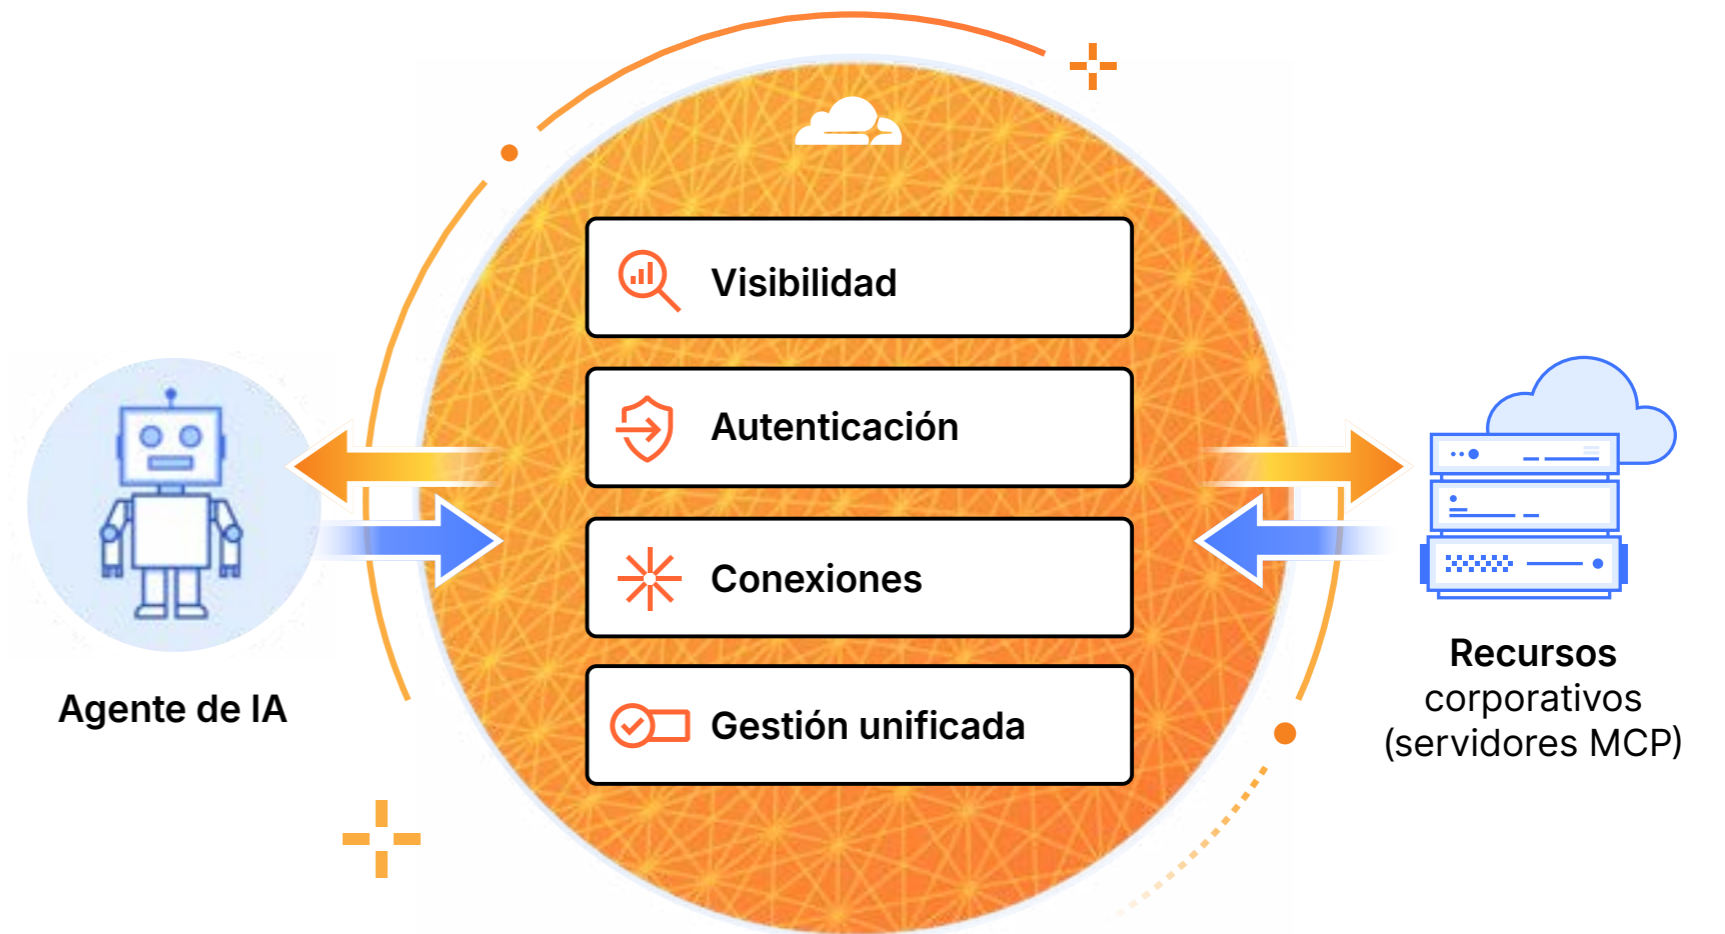 Visibilidad
Autenticación
Conexiones
Gestión unificada
Agente de IA
Recursos
corporativos
(servidores MCP)